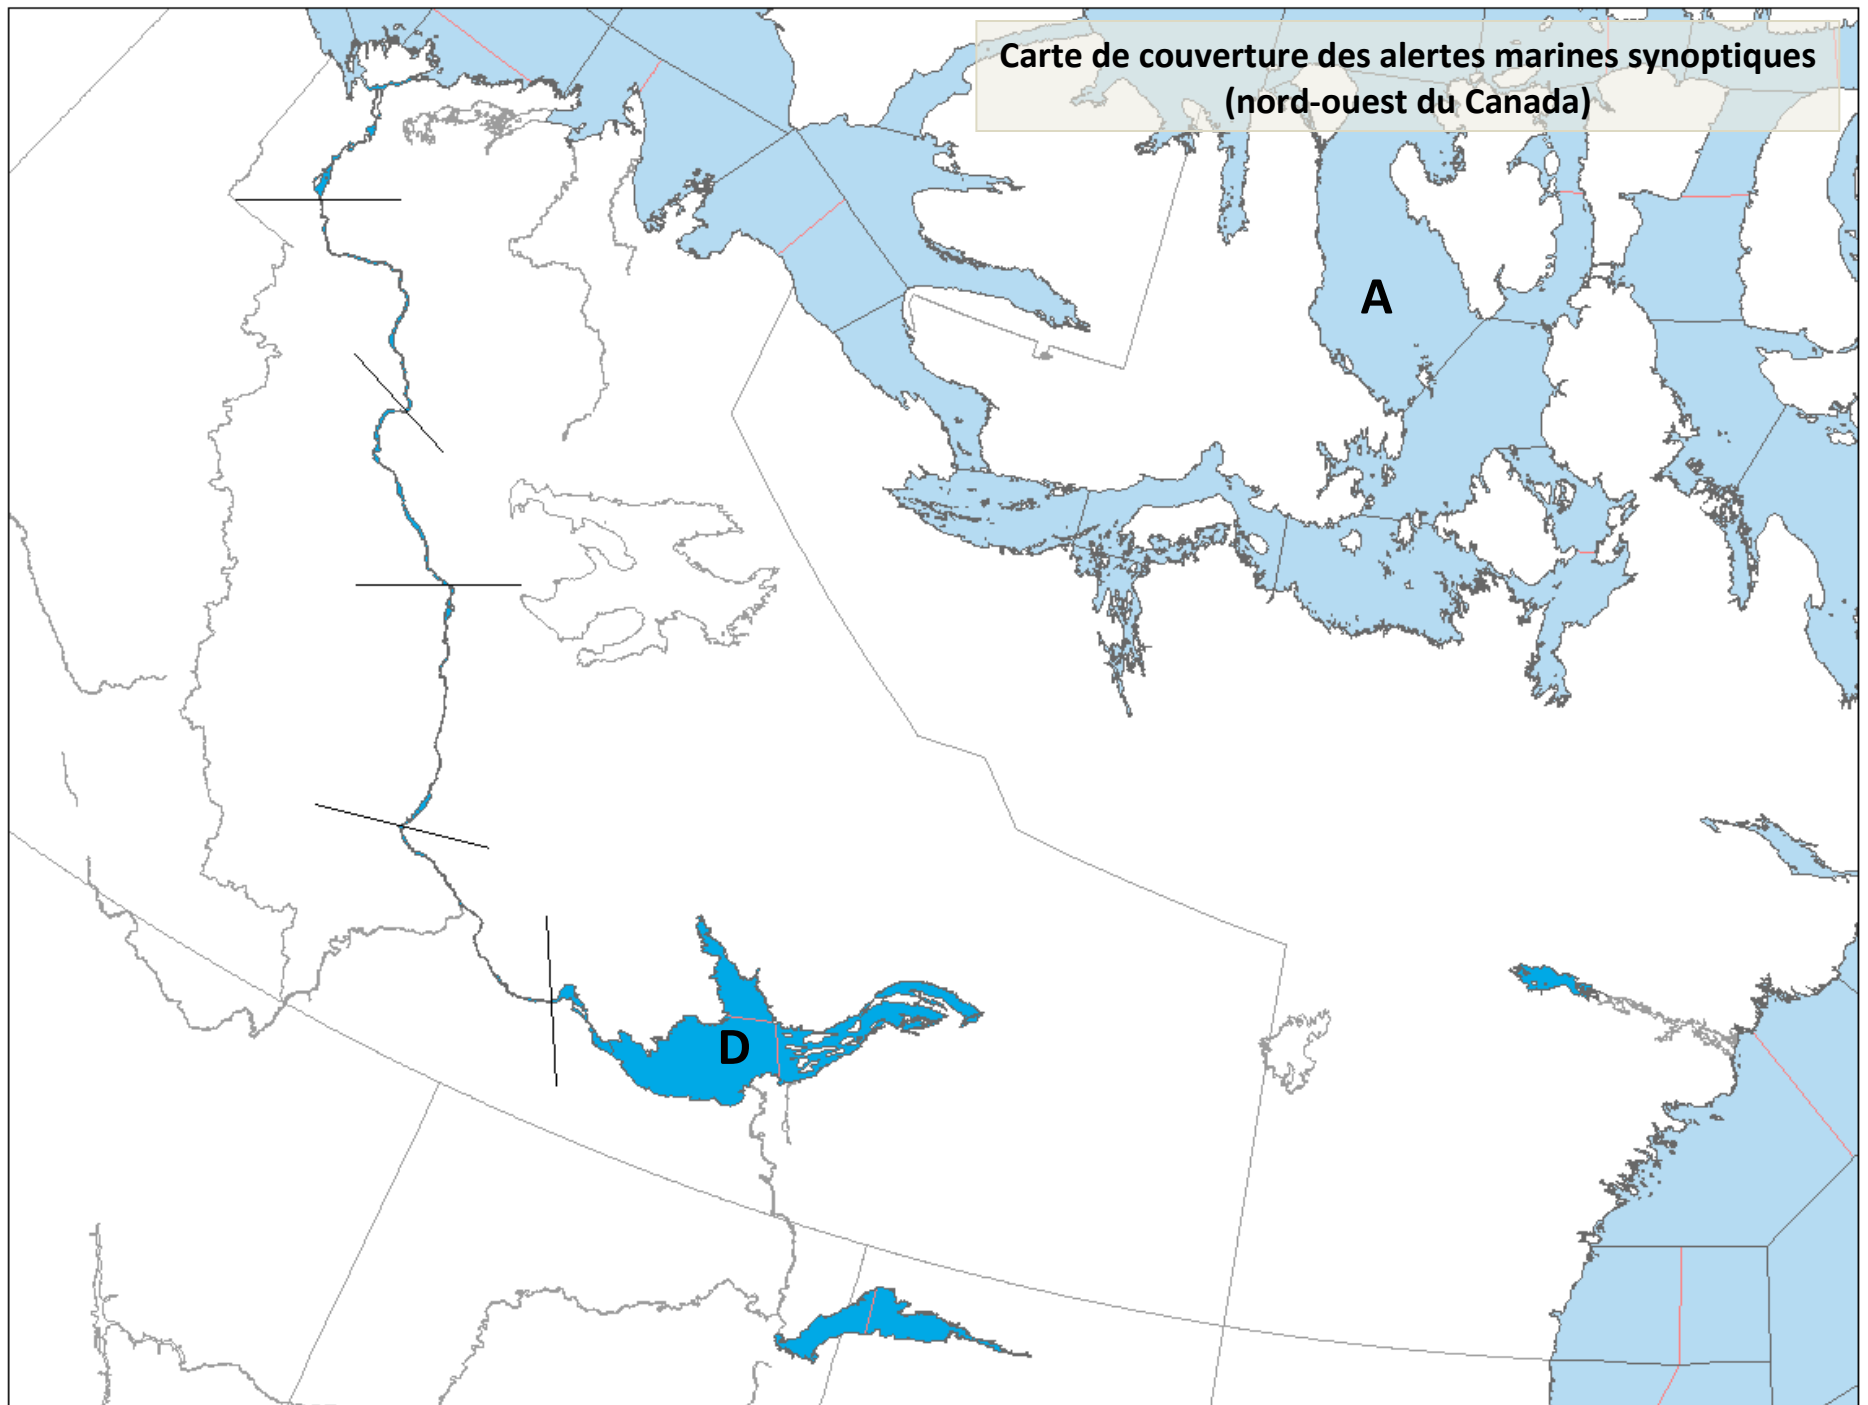 Carte de couverture des alertes marines synoptiques
(nord-ouest du Canada)
A
D